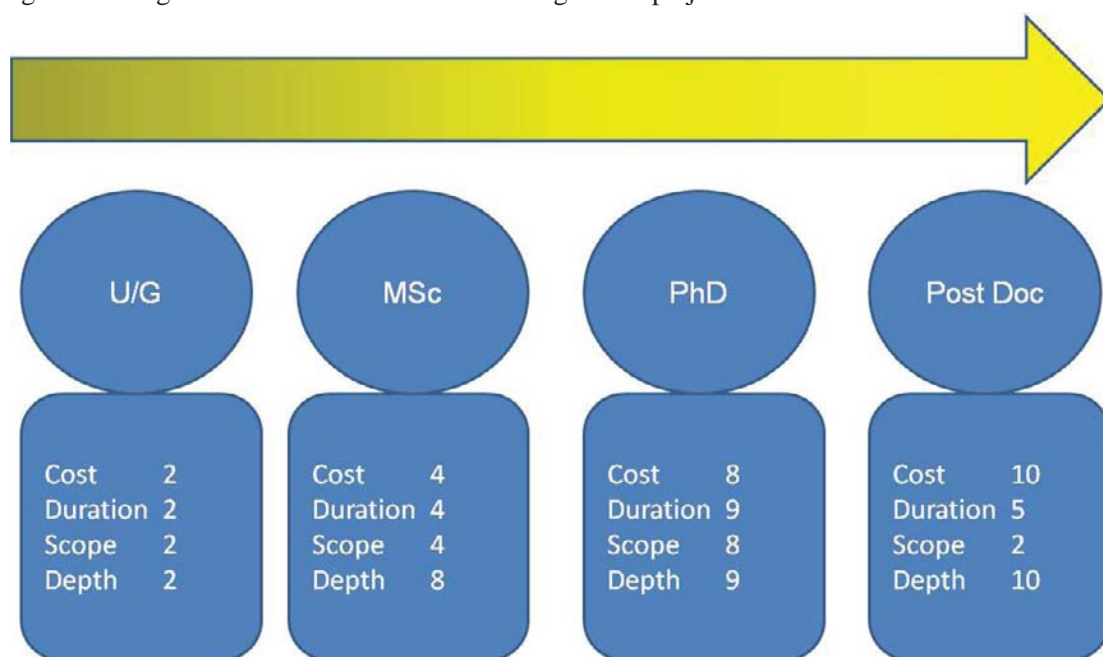 U/G
MSc
PhD
Post Doc
Cost 2
Duration 2
Scope 2
Depth 2
Cost 4
Duration 4
Scope 4
Depth 8
Cost 8
Duration 9
Scope 8
Depth 9
Cost 10
Duration 5
Scope 2
Depth 10